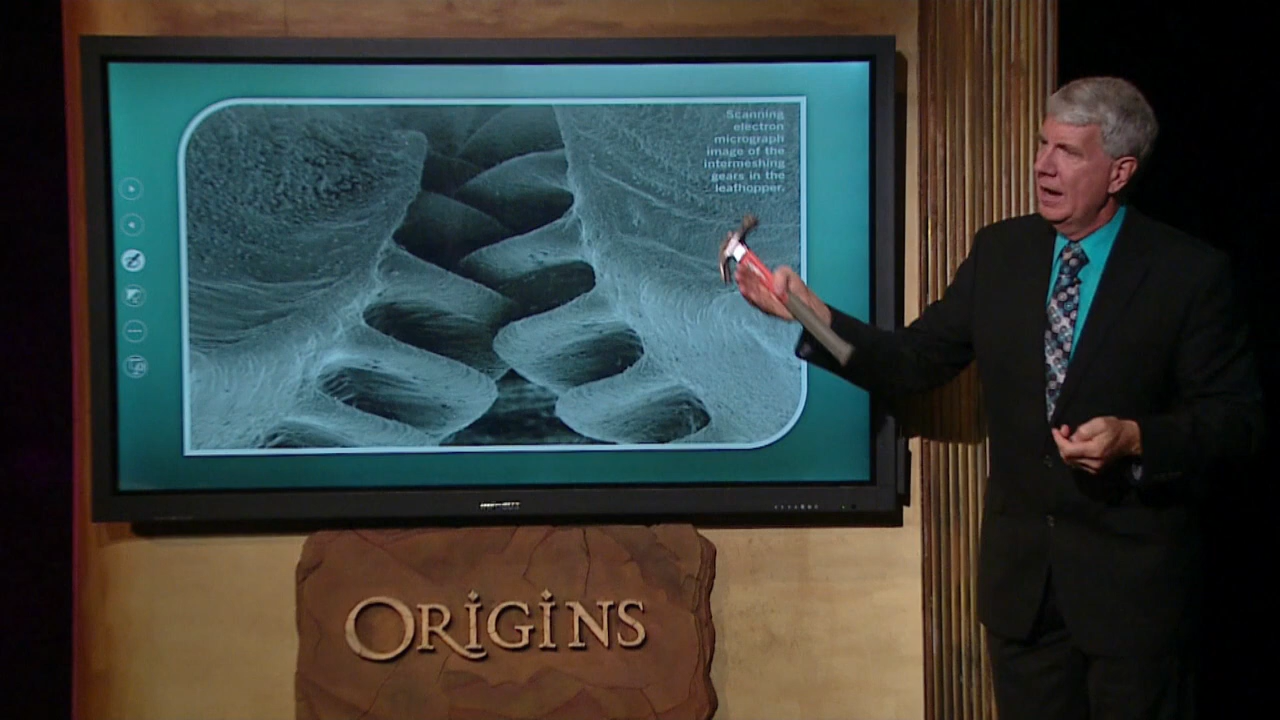 Scanning
electron
micrograph
image of the
intermeshing
gears in the
leafhopper.
ORiGiNS